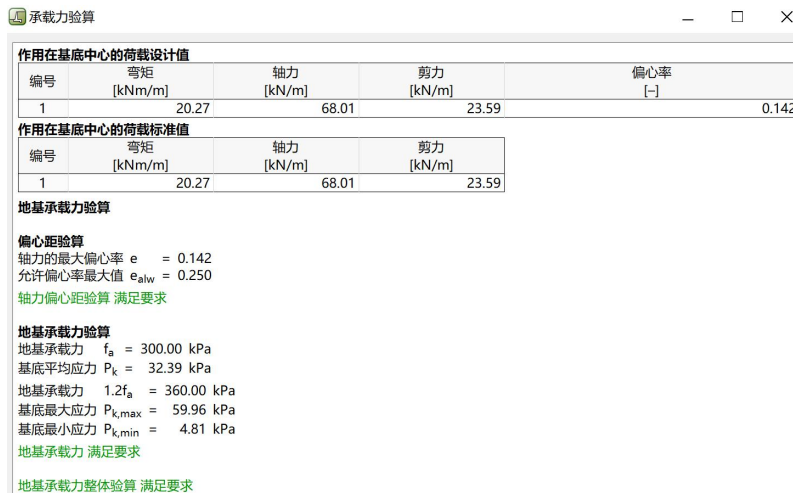 承载力验算
作用在基底中心的荷载设计值
编号 弯矩 轴力 剪力 偏心率
[kNm/m] [kN/m] [kN/m] [–]
1 20.27 68.01 23.59 0.142
作用在基底中心的荷载标准值
编号 弯矩 轴力 剪力
[kNm/m] [kN/m] [kN/m]
1 20.27 68.01 23.59
地基承载力验算
偏心距验算
轴力的最大偏心率 e = 0.142
允许偏心率最大值 ealw = 0.250
轴力偏心距验算 满足要求
地基承载力验算
地基承载力 fa = 300.00 kPa
基底平均应力 Pk = 32.39 kPa
地基承载力 1.2fa = 360.00 kPa
基底最大应力 Pk,max = 59.96 kPa
基底最小应力 Pk,min = 4.81 kPa
地基承载力 满足要求
地基承载力整体验算 满足要求